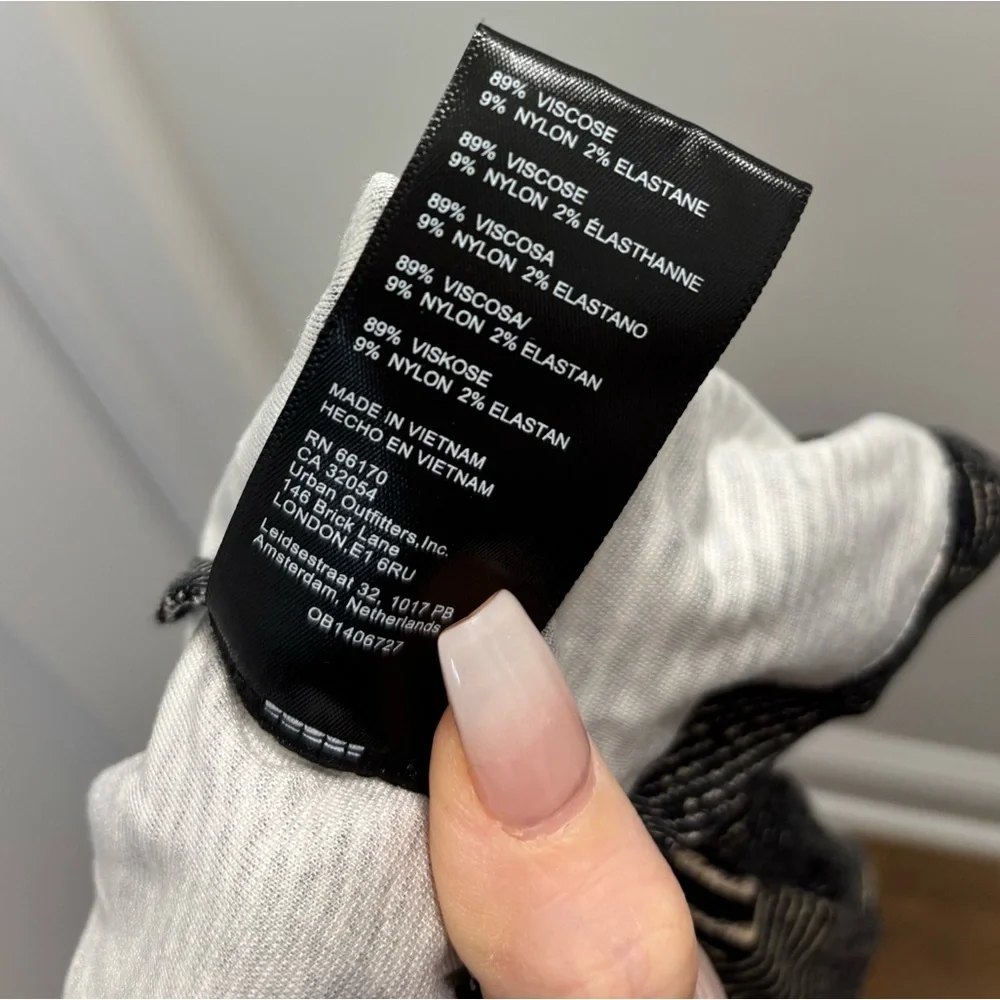 89% VISCOSE
9% NYLON 2% ELASTANE
89% VISCOSE
9% NYLON 2% ÉLASTHANNE
89% VISCOSA
9% NYLON 2% ELASTANO
89% VISCOSA/
9% NYLON 2% ELASTAN
89% VISKOSE
9% NYLON 2% ELASTAN
MADE IN VIETNAM
HECHO EN VIETNAM
RN 66170
CA 32054
Urban Outfitters,Inc.
146 Brick Lane
LONDON,E1 6RU
Leidsestraat 32, 1017 PB
Amsterdam, Netherlands
OB1406727